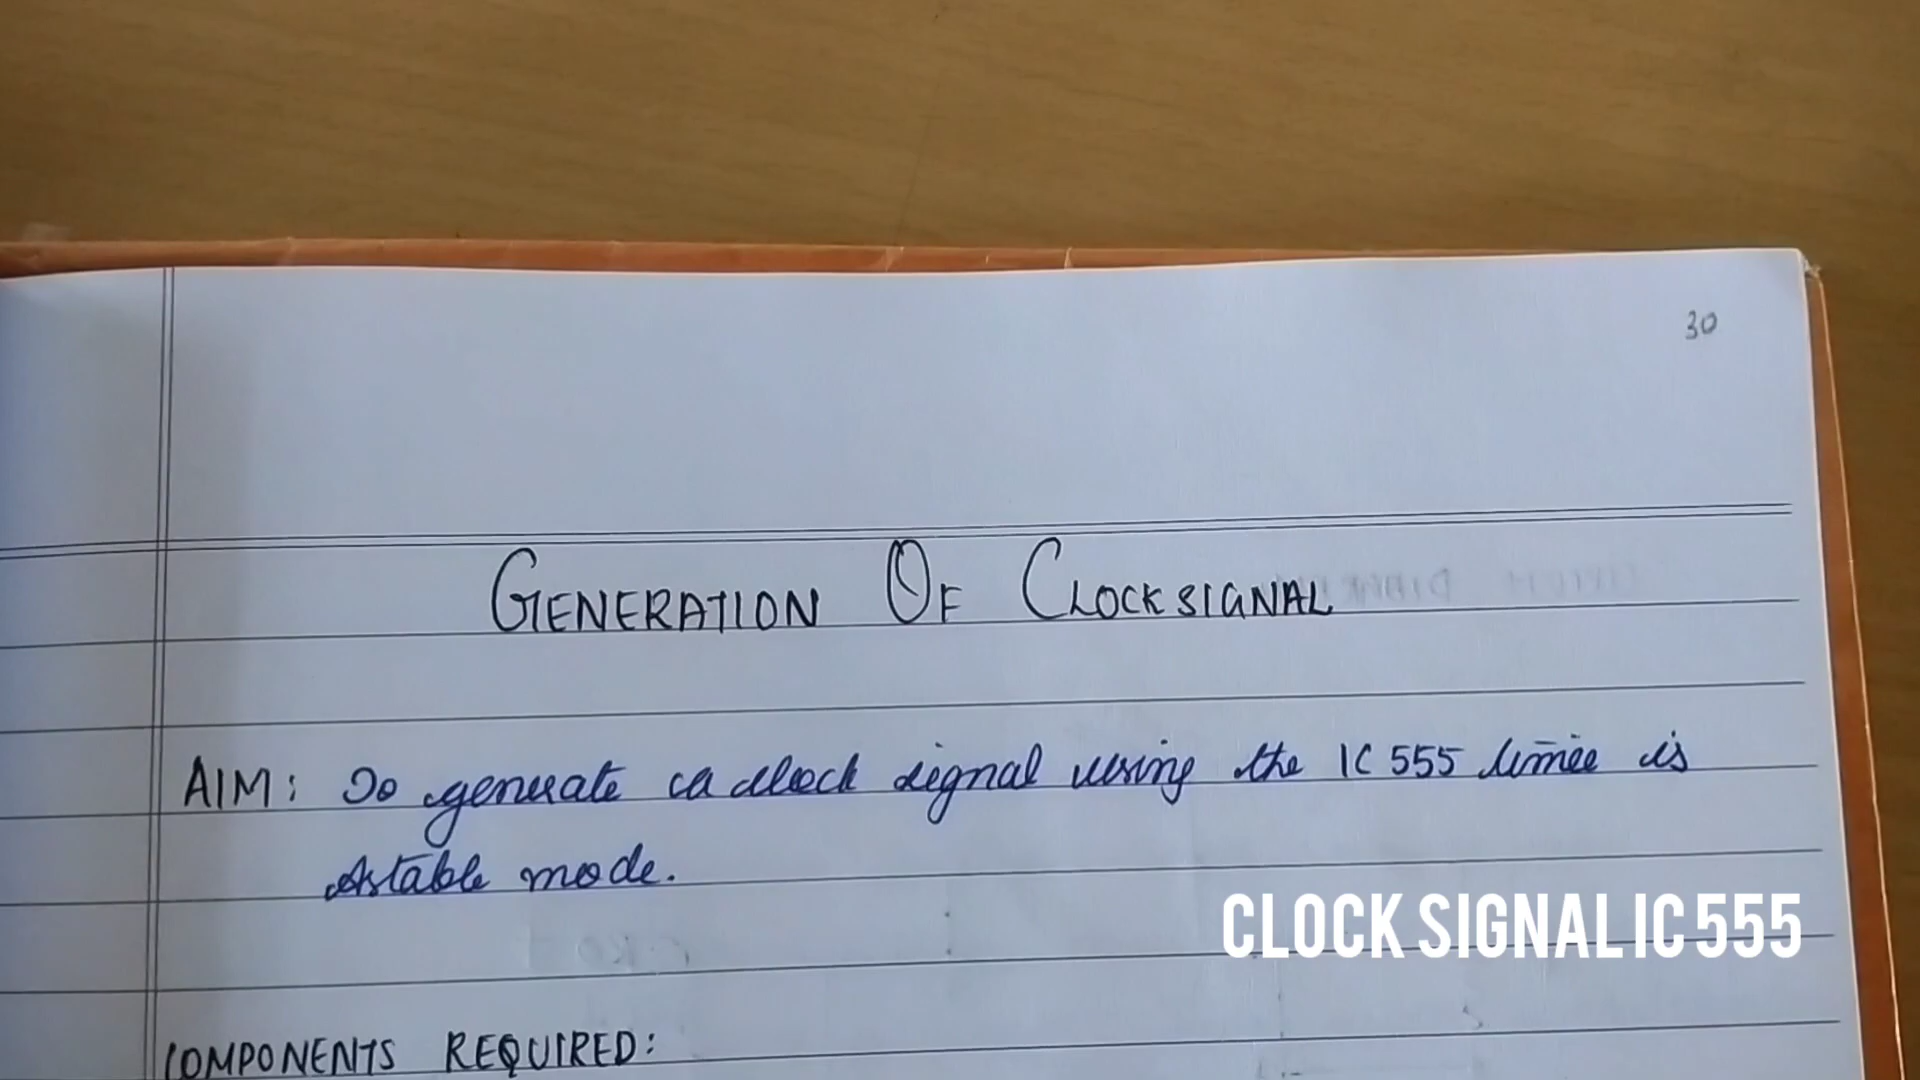 30
GENERATION OF CLOCK SIGNAL
AIM: To generate a clock signal using the IC 555 timer is
Astable mode.
CLOCK SIGNAL IC 555
COMPONENTS REQUIRED: